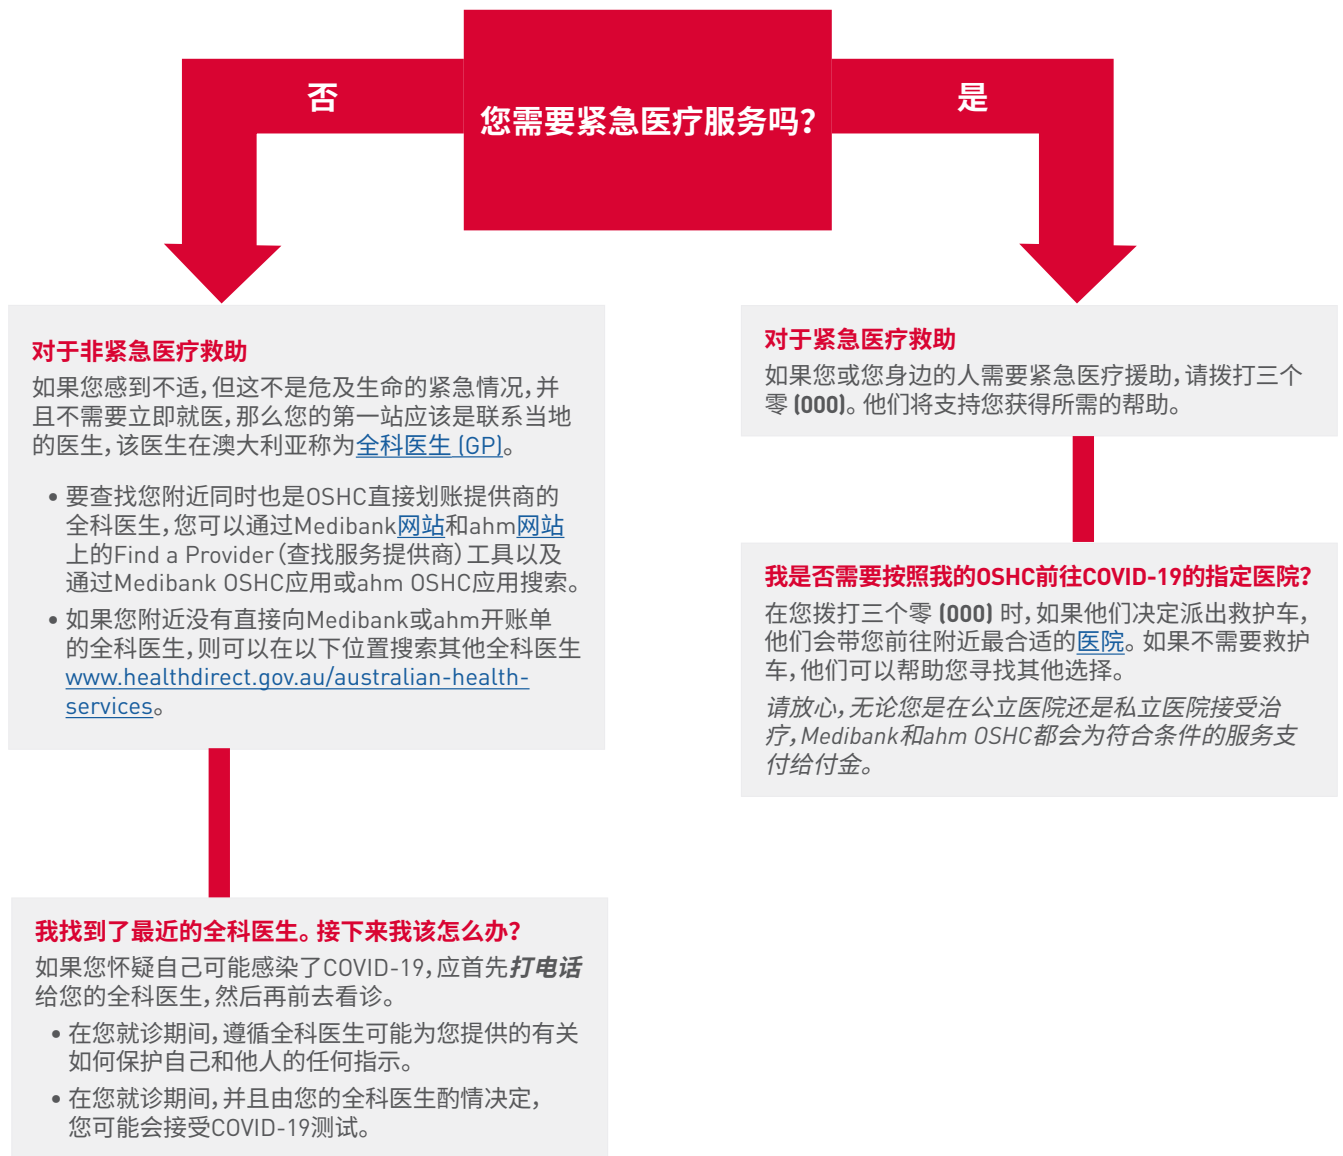 您需要紧急医疗服务吗？
否
是
对于非紧急医疗救助
如果您感到不适，但这不是危及生命的紧急情况，并
且不需要立即就医，那么您的第一站应该是联系当地
的医生，该医生在澳大利亚称为全科医生 (GP)。
• 要查找您附近同时也是OSHC直接划账提供商的
全科医生，您可以通过Medibank网站和ahm网站
上的Find a Provider（查找服务提供商）工具以及
通过Medibank OSHC应用或ahm OSHC应用搜索。
• 如果您附近没有直接向Medibank或ahm开账单
的全科医生，则可以在以下位置搜索其他全科医生
www.healthdirect.gov.au/australian-health-
services。
我找到了最近的全科医生。接下来我该怎么办？
如果您怀疑自己可能感染了COVID-19，应首先打电话
给您的全科医生，然后再前去看诊。
• 在您就诊期间，遵循全科医生可能为您提供的有关
如何保护自己和他人的任何指示。
• 在您就诊期间，并且由您的全科医生酌情决定，
您可能会接受COVID-19测试。
对于紧急医疗救助
如果您或您身边的人需要紧急医疗援助，请拨打三个
零 (000)。他们将支持您获得所需的帮助。
我是否需要按照我的OSHC前往COVID-19的指定医院？
在您拨打三个零 (000) 时，如果他们决定派出救护车，
他们会带您前往附近最合适的医院。如果不需要救护
车，他们可以帮助您寻找其他选择。
请放心，无论您是在公立医院还是私立医院接受治
疗，Medibank和ahm OSHC都会为符合条件的服务支
付给付金。